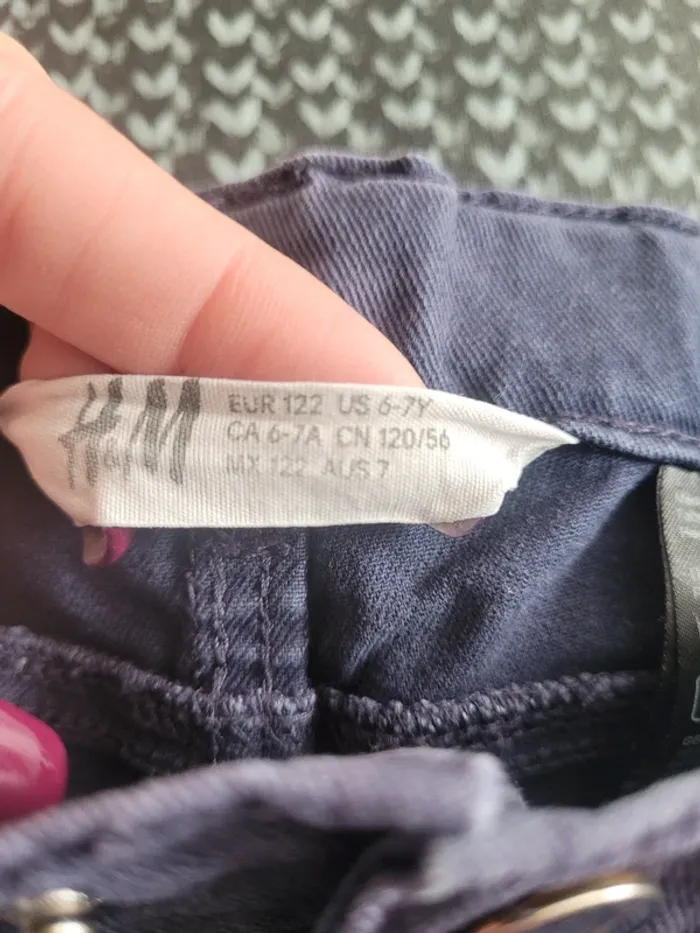 H&M
EUR 122 US 6-7Y
CA 6-7A CN 120/56
MX 122 AUS 7